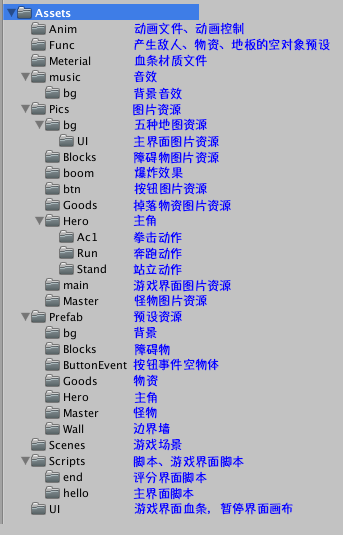 Assets
Anim 动画文件、动画控制
Func 产生敌人、物资、地板的空对象预设
Meterial 血条材质文件
music 音效
bg 背景音效
Pics 图片资源
bg 五种地图资源
UI 主界面图片资源
Blocks 障碍物图片资源
boom 爆炸效果
btn 按钮图片资源
Goods 掉落物资图片资源
Hero 主角
Ac1 拳击动作
Run 奔跑动作
Stand 站立动作
main 游戏界面图片资源
Master 怪物图片资源
Prefab 预设资源
bg 背景
Blocks 障碍物
ButtonEvent 按钮事件空物体
Goods 物资
Hero 主角
Master 怪物
Wall 边界墙
Scenes 游戏场景
Scripts 脚本、游戏界面脚本
end 评分界面脚本
hello 主界面脚本
UI 游戏界面血条，暂停界面画布